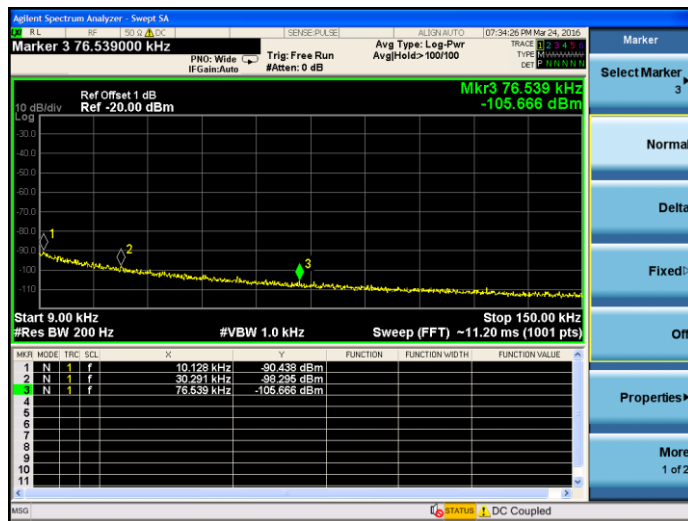 Agilent Spectrum Analyzer - Swept SA
RL RF 50 Ω DC SENSE:PULSE ALIGN AUTO 07:34:26 PM Mar 24, 2016
Marker 3 76.539000 kHz
PNO: Wide
IFGain:Auto
Trig: Free Run
#Atten: 0 dB
Avg Type: Log-Pwr
Avg|Hold:>100/100
TRACE 1 2 3 4 5 6
TYPE M
DET P N N N N N
Ref Offset 1 dB
10 dB/div Ref -20.00 dBm
Log
Mkr3 76.539 kHz
-105.666 dBm
-30.0
-40.0
-50.0
-60.0
-70.0
-80.0
-90.0
-100
-110
1
2
3
Start 9.00 kHz Stop 150.00 kHz
#Res BW 200 Hz #VBW 1.0 kHz Sweep (FFT) ~11.20 ms (1001 pts)
MKR MODE TRC SCL X Y FUNCTION FUNCTION WIDTH FUNCTION VALUE
1 N 1 f 10.128 kHz -90.438 dBm
2 N 1 f 30.291 kHz -98.295 dBm
3 N 1 f 76.539 kHz -105.666 dBm
4
5
6
7
8
9
10
11
MSG STATUS DC Coupled
Marker
Select Marker
3
Normal
Delta
Fixed
Off
Properties
More
1 of 2